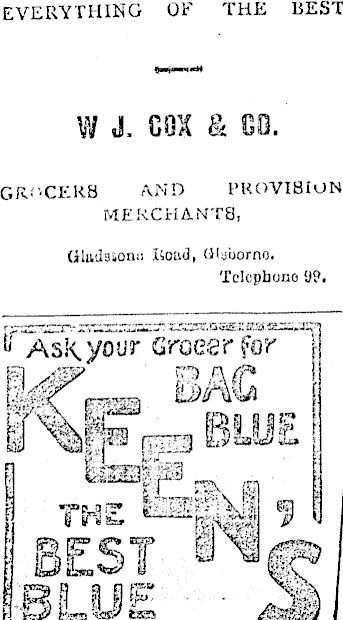 EVERYTHING OF THE BEST
W J. COX & CO.
GROCERS AND PROVISION
MERCHANTS,
Gladstone Road, Gisborne.
Telephone 99.
Ask your Grocer for
KEEN'S
BAG
BLUE
THE
BEST
BLUE